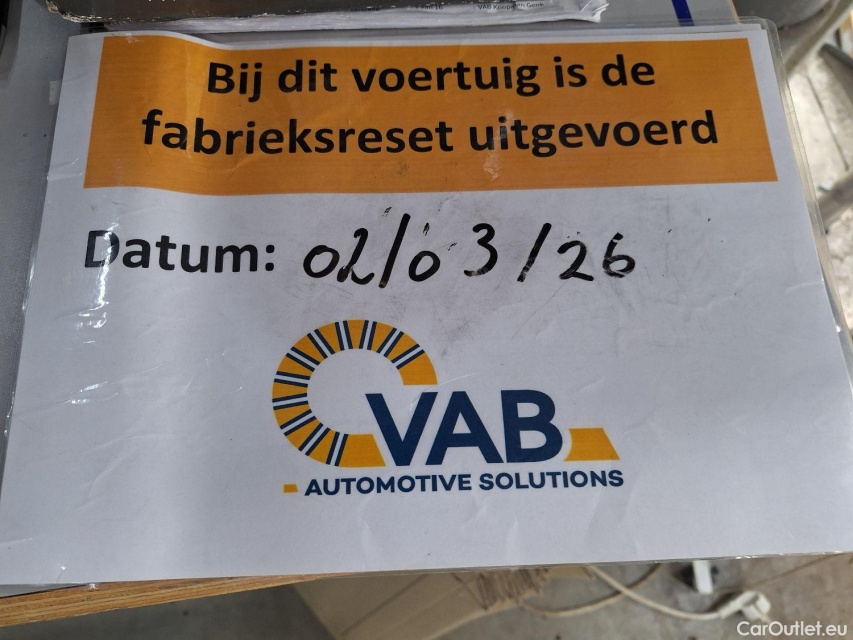 Bij dit voertuig is de
fabrieksreset uitgevoerd
Datum: 02/03/26
VAB
AUTOMOTIVE SOLUTIONS
CarOutlet.eu